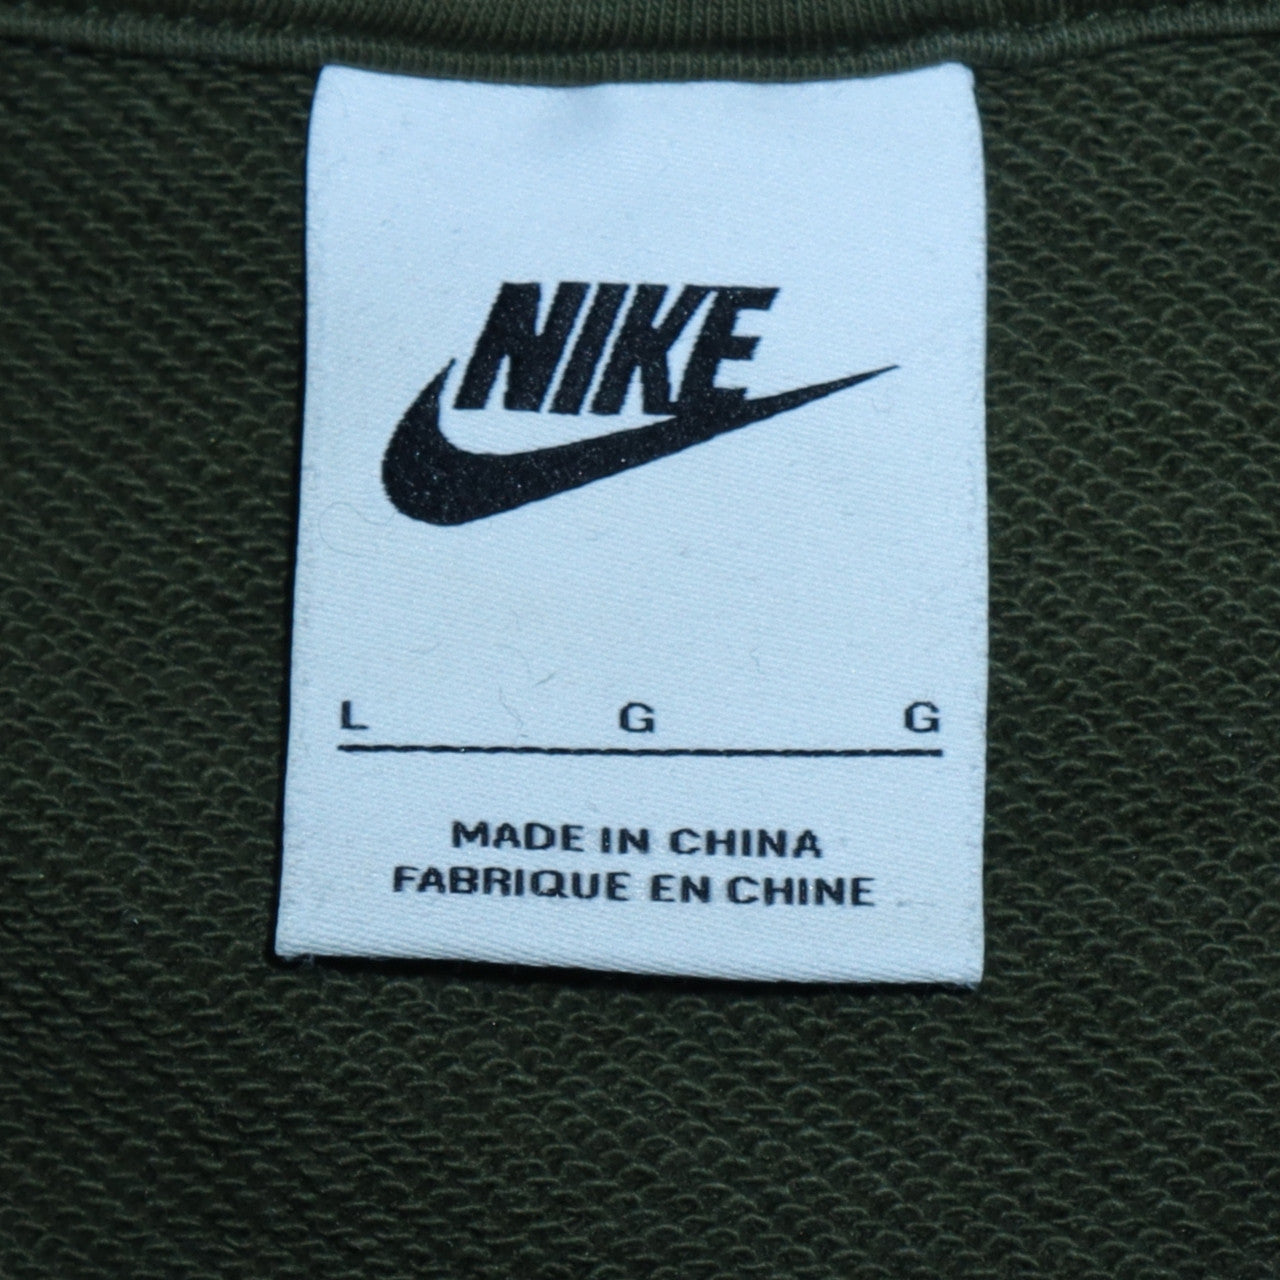 NIKE
L G G
MADE IN CHINA
FABRIQUE EN CHINE